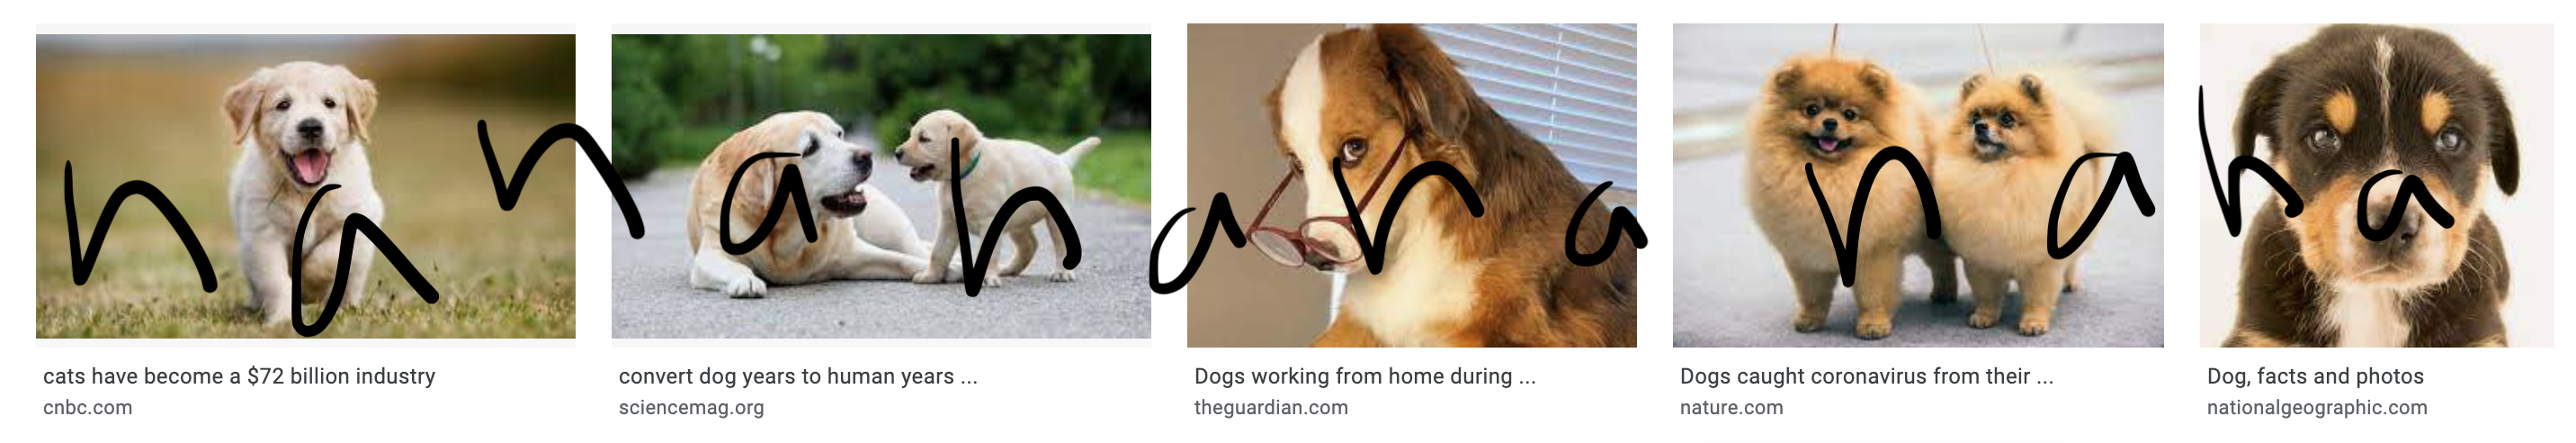 nananananana
cats have become a $72 billion industry
cnbc.com
convert dog years to human years ...
sciencemag.org
Dogs working from home during ...
theguardian.com
Dogs caught coronavirus from their ...
nature.com
Dog, facts and photos
nationalgeographic.com